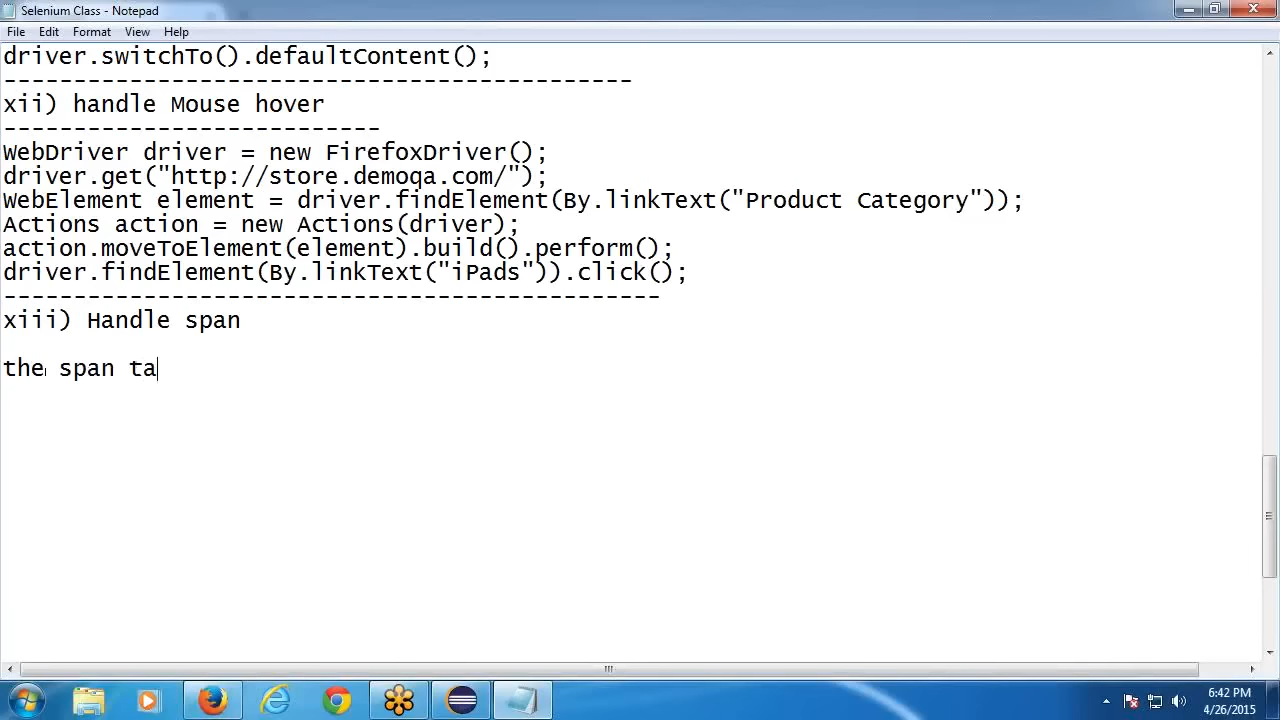 Selenium Class - Notepad
File Edit Format View Help
driver.switchTo().defaultContent();
---------------------------------------------
xii) handle Mouse hover
---------------------------
WebDriver driver = new FirefoxDriver();
driver.get("http://store.demoqa.com/");
WebElement element = driver.findElement(By.linkText("Product Category"));
Actions action = new Actions(driver);
action.moveToElement(element).build().perform();
driver.findElement(By.linkText("iPads")).click();
-----------------------------------------------
xiii) Handle span
the span ta
6:42 PM
4/26/2015